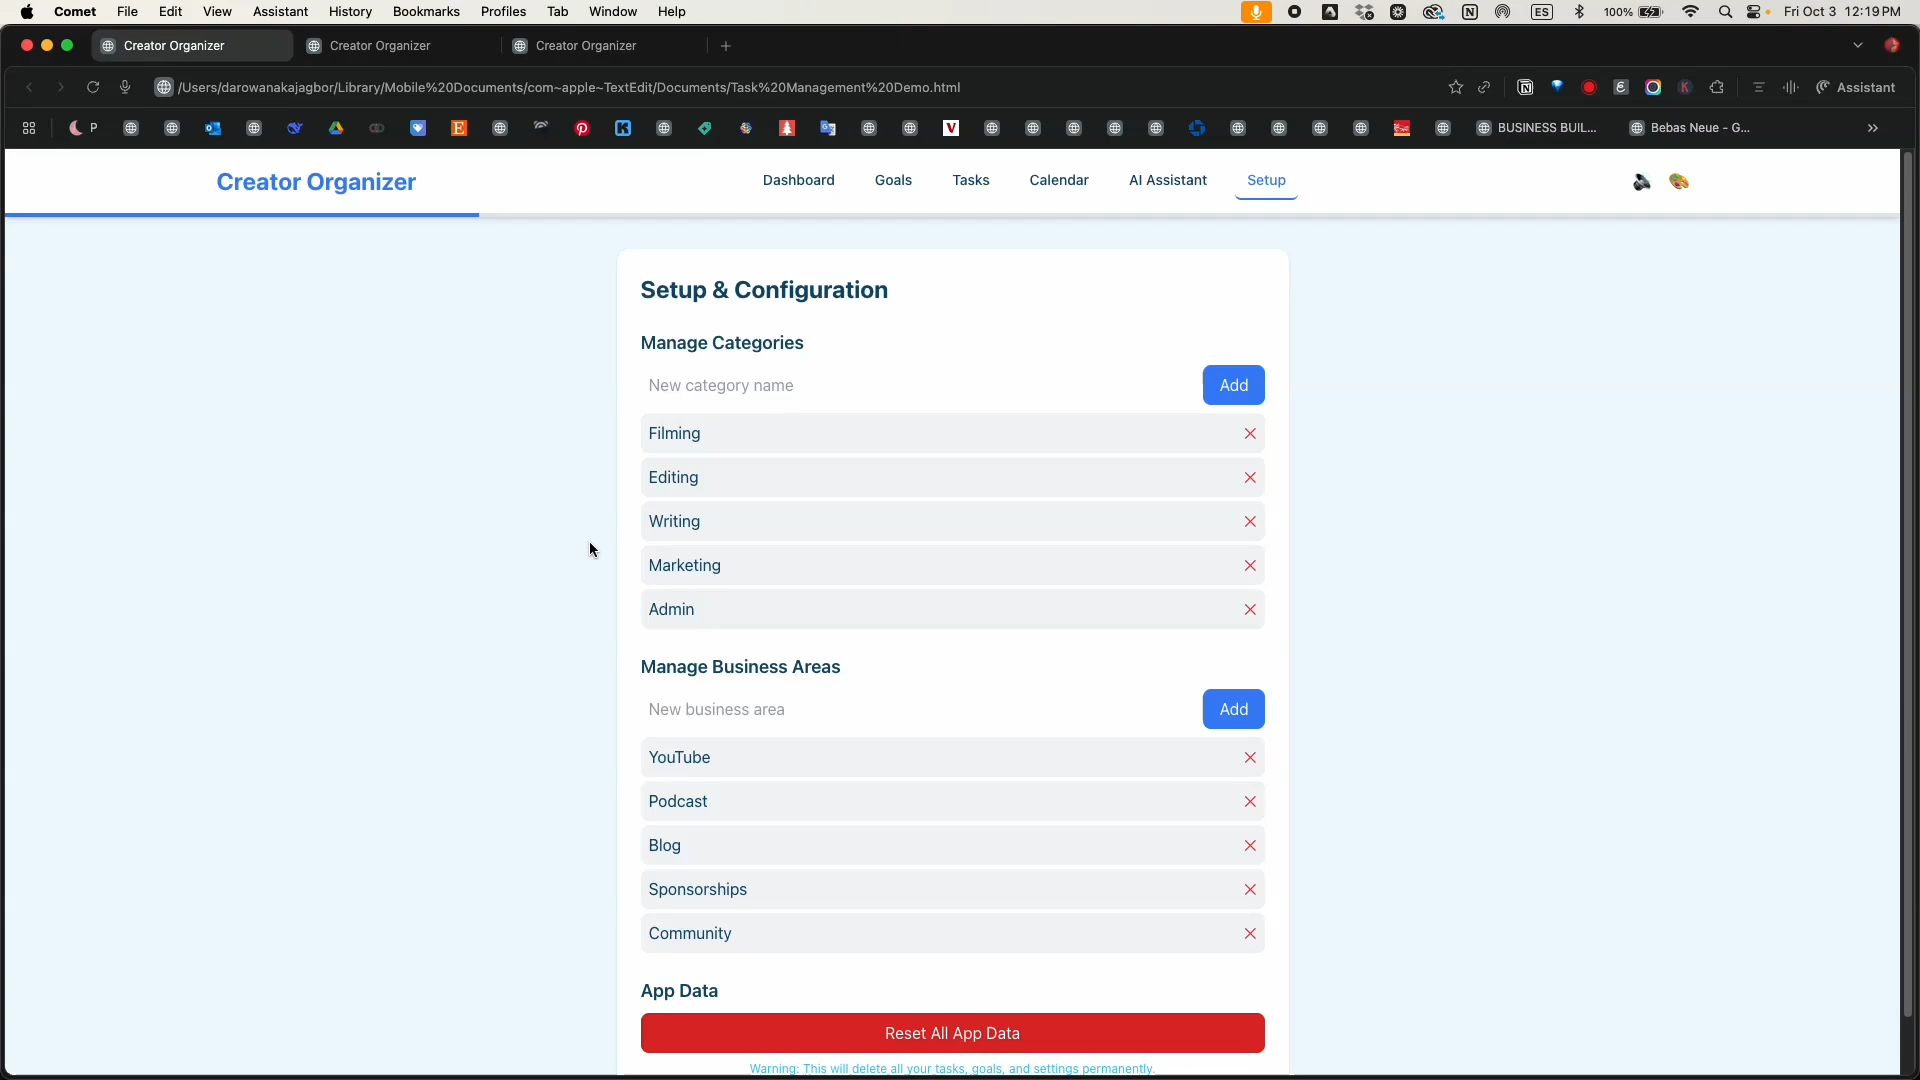 Comet File Edit View Assistant History Bookmarks Profiles Tab Window Help ES 100% Fri Oct 3 12:19 PM
Creator Organizer Creator Organizer Creator Organizer
/Users/darowanakajagbor/Library/Mobile%20Documents/com~apple~TextEdit/Documents/Task%20Management%20Demo.html Assistant
P BUSINESS BUIL... Bebas Neue - G...
Creator Organizer Dashboard Goals Tasks Calendar AI Assistant Setup
Setup & Configuration
Manage Categories
New category name Add
Filming
Editing
Writing
Marketing
Admin
Manage Business Areas
New business area Add
YouTube
Podcast
Blog
Sponsorships
Community
App Data
Reset All App Data
Warning: This will delete all your tasks, goals, and settings permanently.